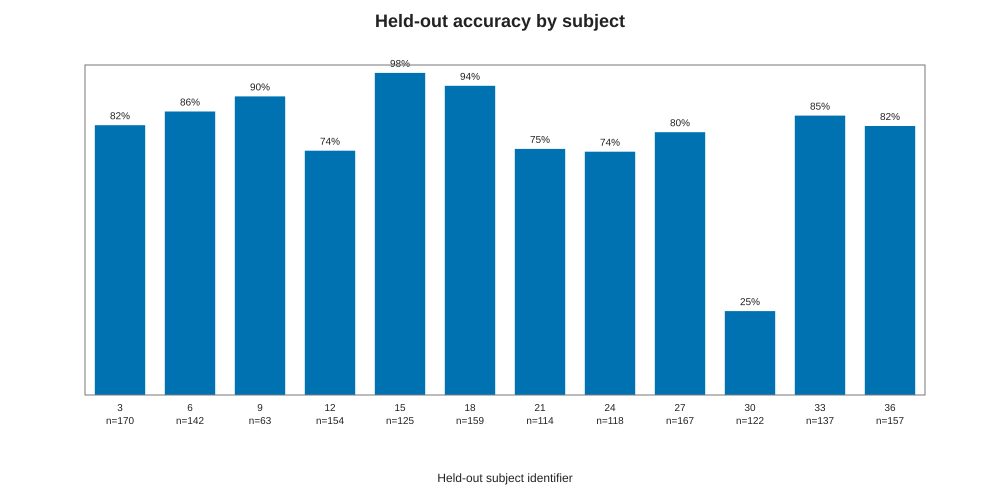 Held-out accuracy by subject
82%
86%
90%
74%
98%
94%
75%
74%
80%
25%
85%
82%
3
n=170
6
n=142
9
n=63
12
n=154
15
n=125
18
n=159
21
n=114
24
n=118
27
n=167
30
n=122
33
n=137
36
n=157
Held-out subject identifier